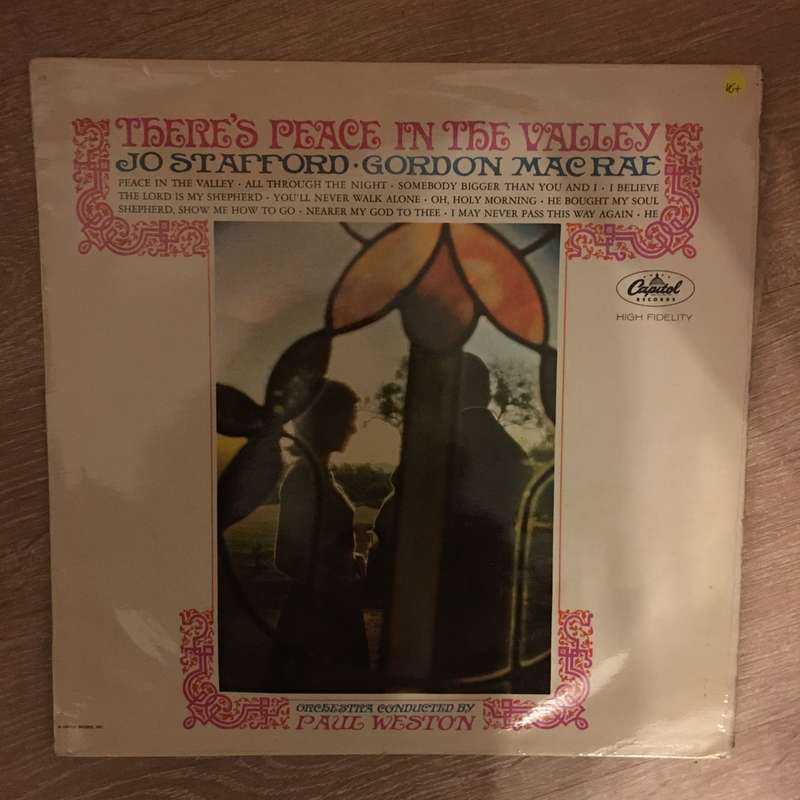 VG+
THERE'S PEACE IN THE VALLEY
JO STAFFORD · GORDON MACRAE
PEACE IN THE VALLEY · ALL THROUGH THE NIGHT · SOMEBODY BIGGER THAN YOU AND I · I BELIEVE
THE LORD IS MY SHEPHERD · YOU'LL NEVER WALK ALONE · OH, HOLY MORNING · HE BOUGHT MY SOUL
SHEPHERD, SHOW ME HOW TO GO · NEARER MY GOD TO THEE · I MAY NEVER PASS THIS WAY AGAIN · HE
Capitol
RECORDS
HIGH FIDELITY
ORCHESTRA CONDUCTED BY
PAUL WESTON